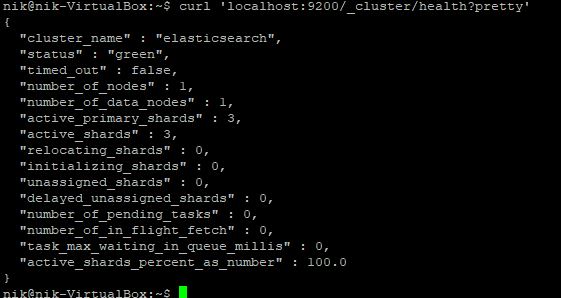 nik@nik-VirtualBox:~$ curl 'localhost:9200/_cluster/health?pretty'
{
  "cluster_name" : "elasticsearch",
  "status" : "green",
  "timed_out" : false,
  "number_of_nodes" : 1,
  "number_of_data_nodes" : 1,
  "active_primary_shards" : 3,
  "active_shards" : 3,
  "relocating_shards" : 0,
  "initializing_shards" : 0,
  "unassigned_shards" : 0,
  "delayed_unassigned_shards" : 0,
  "number_of_pending_tasks" : 0,
  "number_of_in_flight_fetch" : 0,
  "task_max_waiting_in_queue_millis" : 0,
  "active_shards_percent_as_number" : 100.0
}
nik@nik-VirtualBox:~$